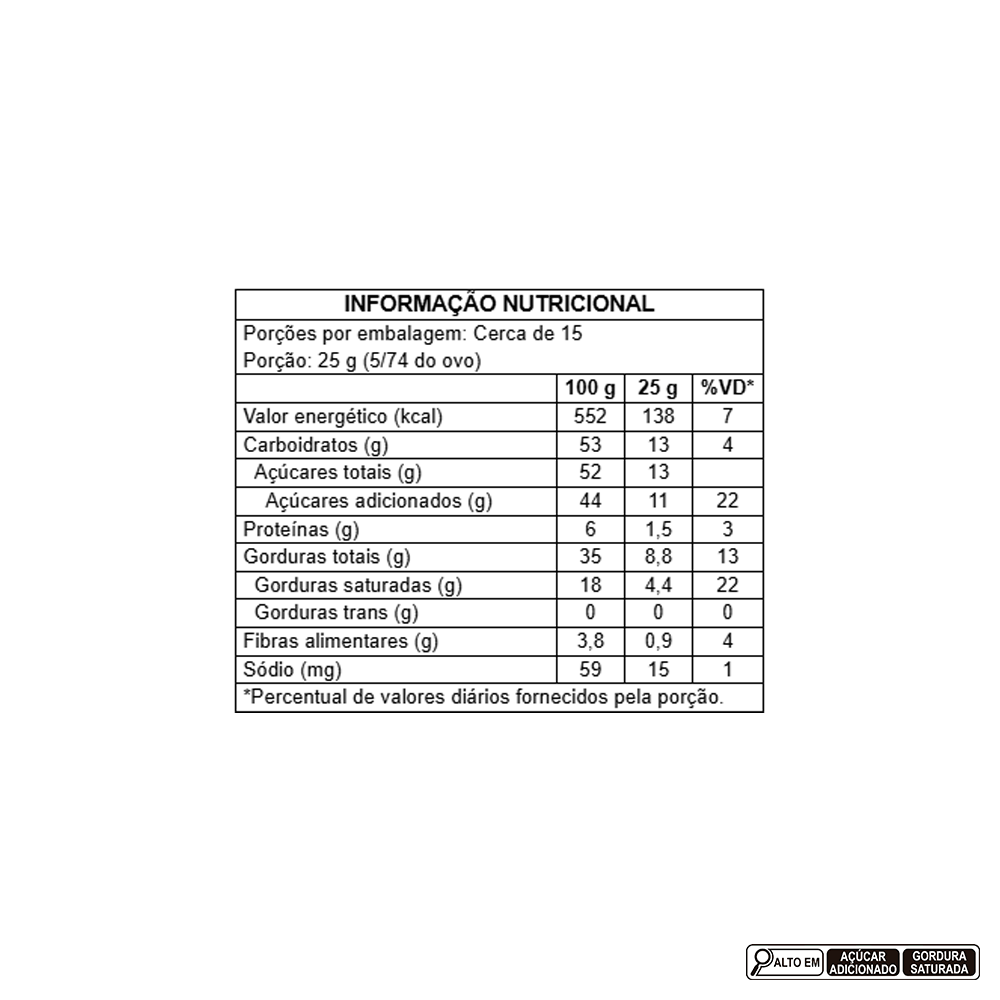 INFORMAÇÃO NUTRICIONAL
Porções por embalagem: Cerca de 15
Porção: 25 g (5/74 do ovo)
100 g 25 g %VD*
Valor energético (kcal) 552 138 7
Carboidratos (g) 53 13 4
Açúcares totais (g) 52 13
Açúcares adicionados (g) 44 11 22
Proteínas (g) 6 1,5 3
Gorduras totais (g) 35 8,8 13
Gorduras saturadas (g) 18 4,4 22
Gorduras trans (g) 0 0 0
Fibras alimentares (g) 3,8 0,9 4
Sódio (mg) 59 15 1
*Percentual de valores diários fornecidos pela porção.
ALTO EM
AÇÚCAR
ADICIONADO
GORDURA
SATURADA